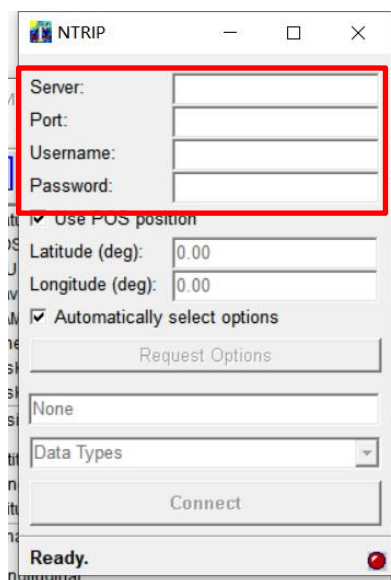 NTRIP
Server:
Port:
Username:
Password:
Use POS position
Latitude (deg): 0.00
Longitude (deg): 0.00
Automatically select options
Request Options
None
Data Types
Connect
Ready.